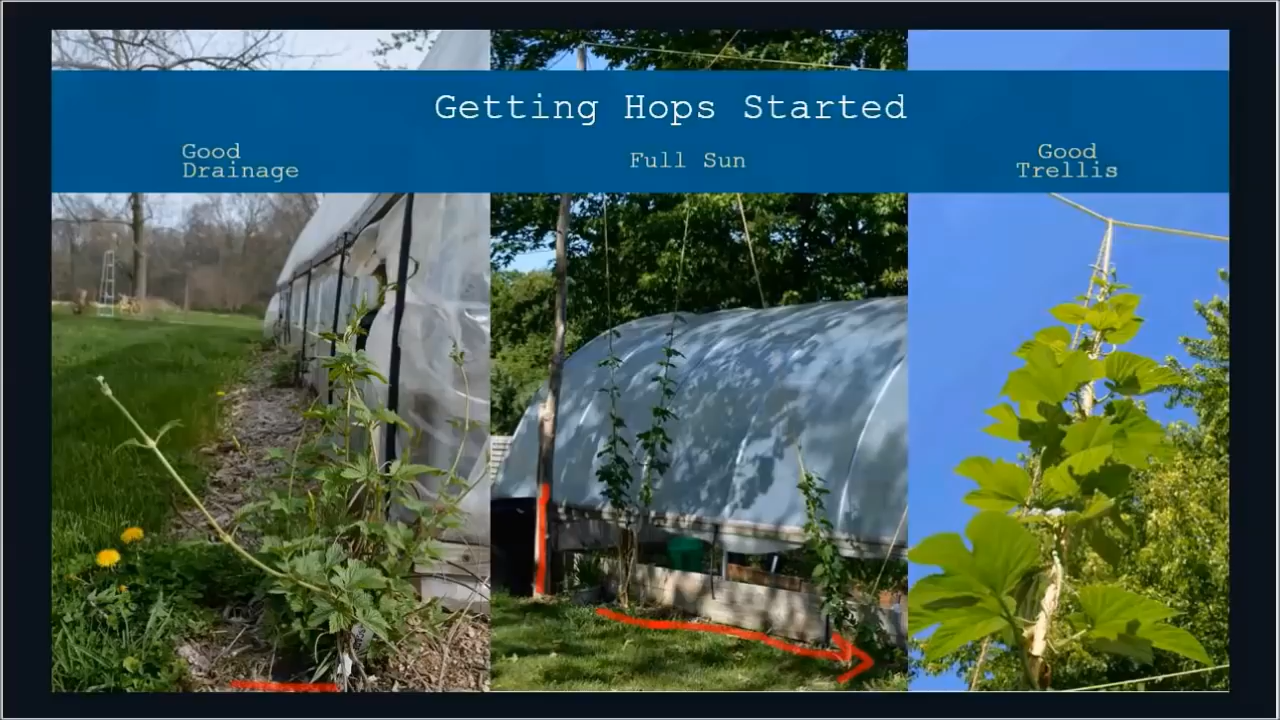 Getting Hops Started
Good
Drainage
Full Sun
Good
Trellis